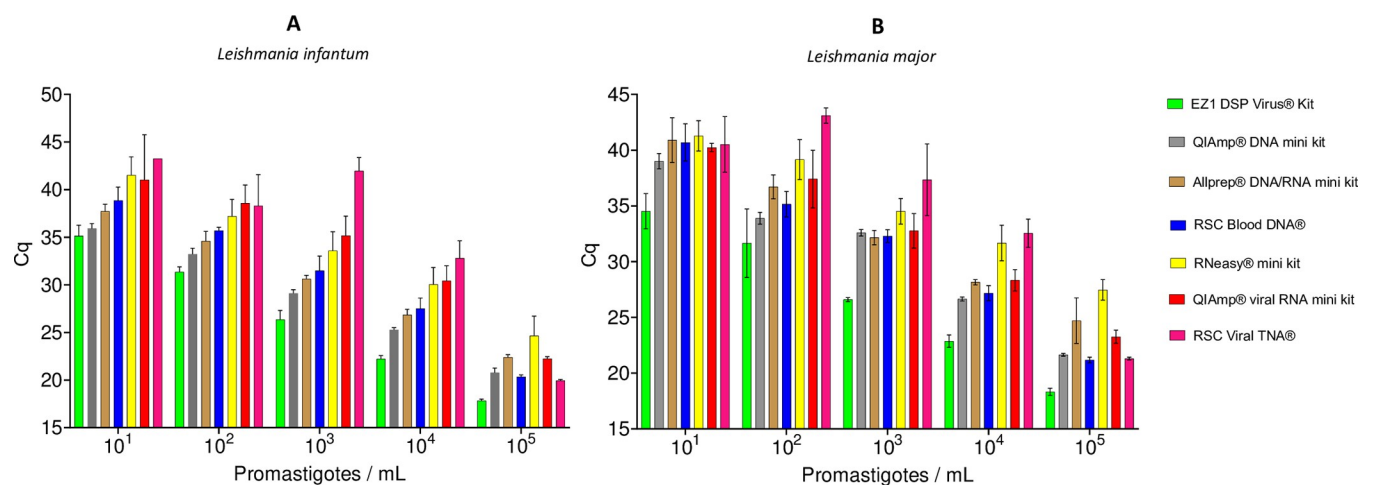 A
Leishmania infantum
50
45
40
35
30
25
20
15
Cq
10¹
10²
10³
10⁴
10⁵
Promastigotes / mL
B
Leishmania major
45
40
35
30
25
20
15
Cq
10¹
10²
10³
10⁴
10⁵
Promastigotes / mL
EZ1 DSP Virus® Kit
QIAmp® DNA mini kit
Allprep® DNA/RNA mini kit
RSC Blood DNA®
RNeasy® mini kit
QIAmp® viral RNA mini kit
RSC Viral TNA®